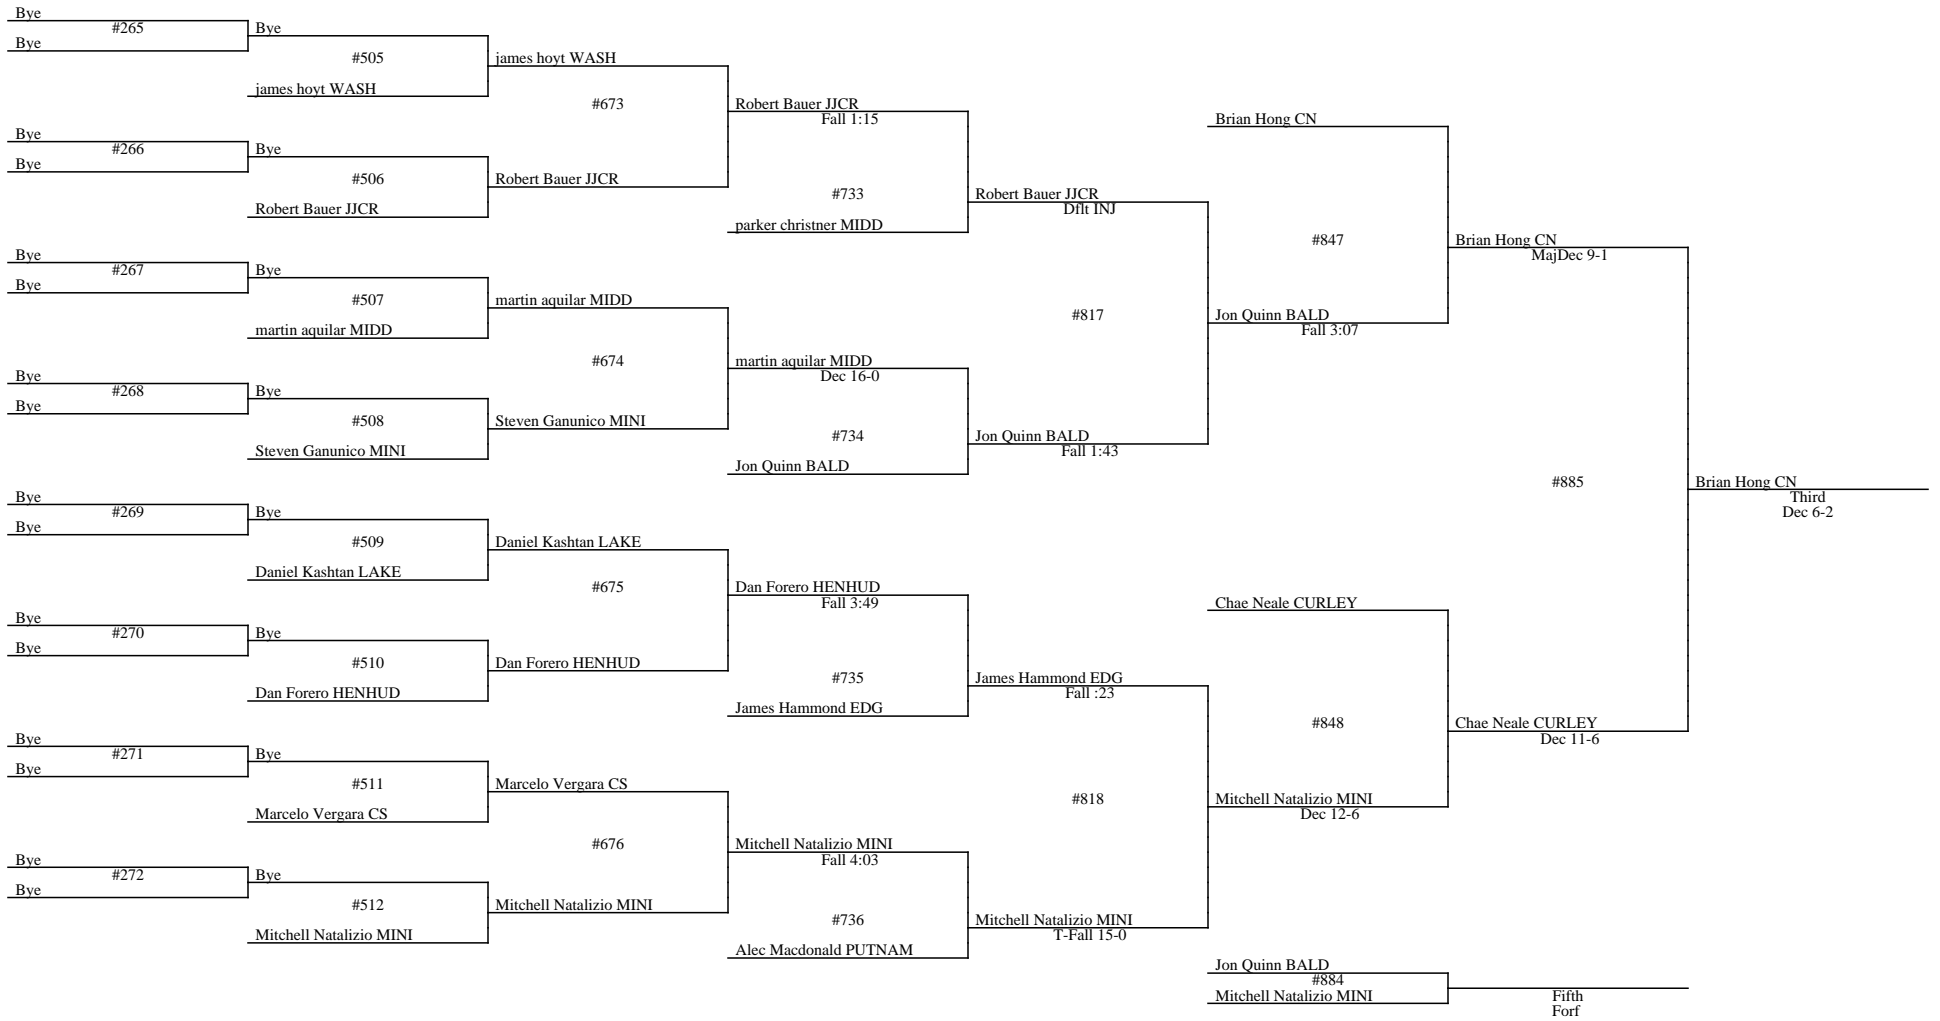 Bye
#265
Bye
Bye
#505
james hoyt WASH
james hoyt WASH
#673
Bye
#266
Bye
Bye
#506
Robert Bauer JJCR
Robert Bauer JJCR
Robert Bauer JJCR
Fall 1:15
#733
parker christner MIDD
Robert Bauer JJCR
Dflt INJ
Bye
#267
Bye
Bye
#507
martin aquilar MIDD
martin aquilar MIDD
#674
Bye
#268
Bye
Bye
#508
Steven Ganunico MINI
Steven Ganunico MINI
martin aquilar MIDD
Dec 16-0
#734
Jon Quinn BALD
Jon Quinn BALD
Fall 1:43
#817
Brian Hong CN
#847
Jon Quinn BALD
Fall 3:07
Brian Hong CN
MajDec 9-1
Bye
#269
Bye
Bye
#509
Daniel Kashtan LAKE
Daniel Kashtan LAKE
#675
Bye
#270
Bye
Bye
#510
Dan Forero HENHUD
Dan Forero HENHUD
Dan Forero HENHUD
Fall 3:49
#735
James Hammond EDG
James Hammond EDG
Fall :23
Bye
#271
Bye
Bye
#511
Marcelo Vergara CS
Marcelo Vergara CS
#676
Bye
#272
Bye
Bye
#512
Mitchell Natalizio MINI
Mitchell Natalizio MINI
Mitchell Natalizio MINI
Fall 4:03
#736
Alec Macdonald PUTNAM
Mitchell Natalizio MINI
T-Fall 15-0
#818
Chae Neale CURLEY
#848
Mitchell Natalizio MINI
Dec 12-6
Chae Neale CURLEY
Dec 11-6
#885
Brian Hong CN
Third
Dec 6-2
Jon Quinn BALD
#884
Mitchell Natalizio MINI
Fifth
Forf